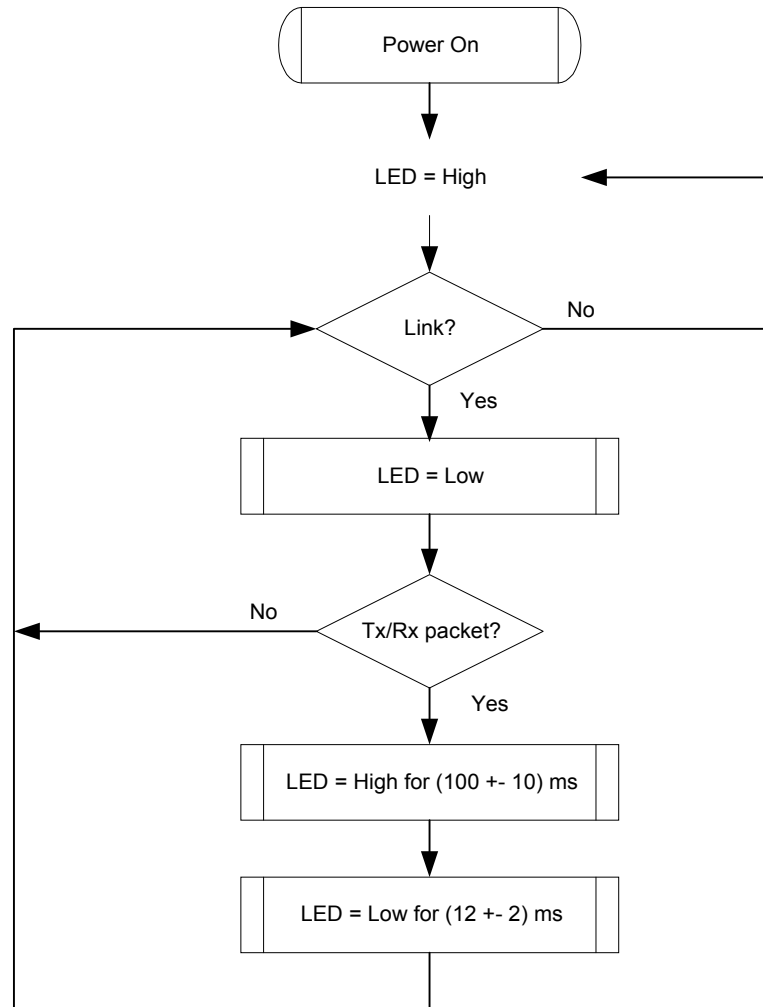 Power On
LED = High
Link?
No
Yes
LED = Low
No
Tx/Rx packet?
Yes
LED = High for (100 +- 10) ms
LED = Low for (12 +- 2) ms